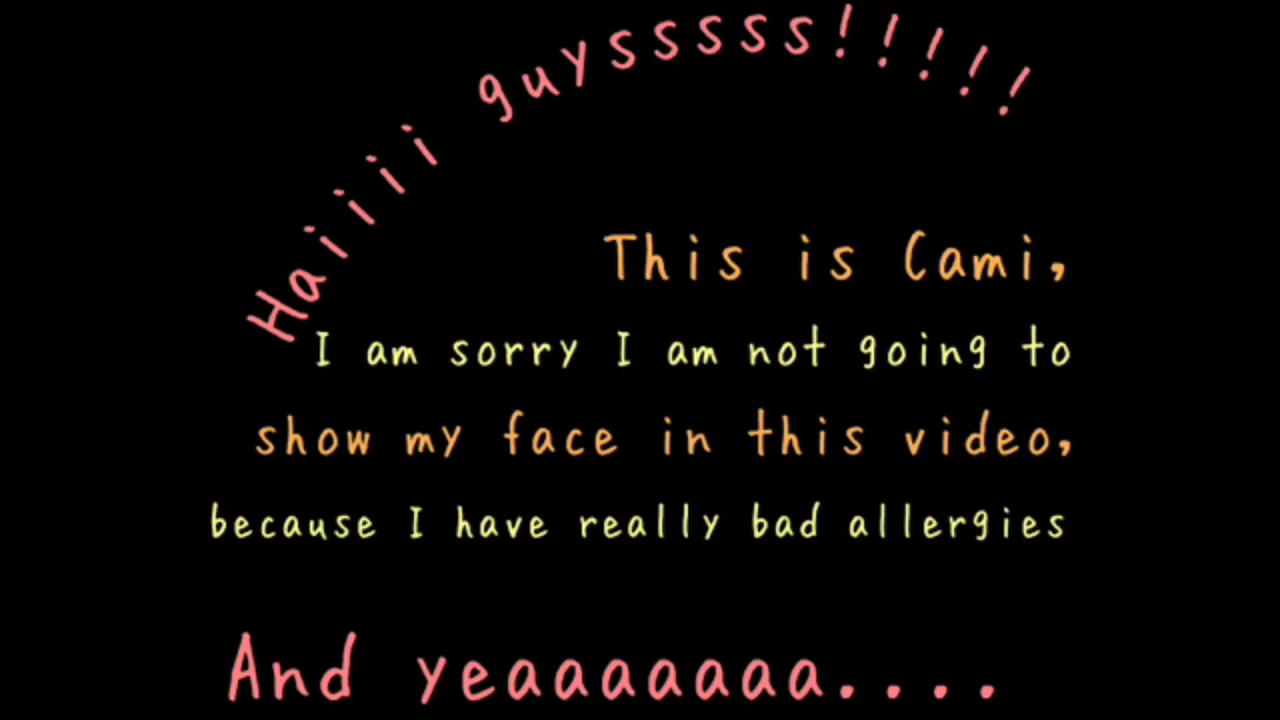 Haiiii guysssss!!!!!
This is Cami,
I am sorry I am not going to
show my face in this video,
because I have really bad allergies
And yeaaaaaaa....